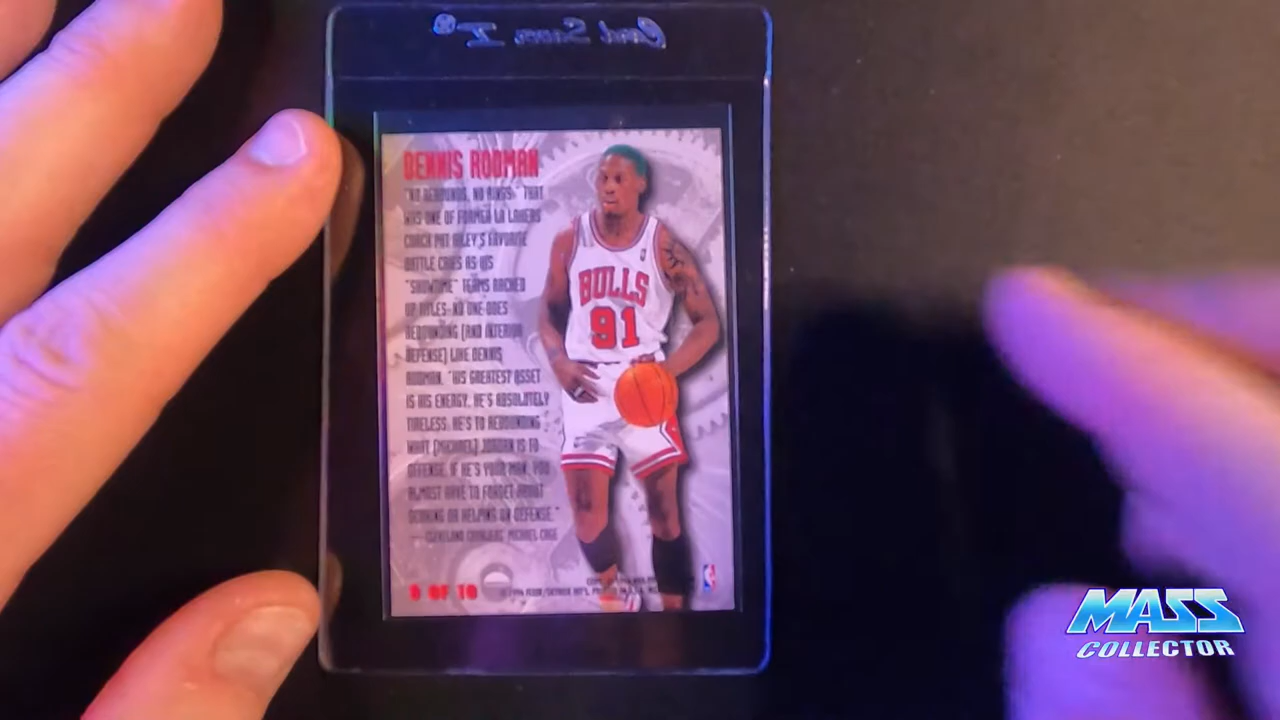 Card Saver I®
DENNIS RODMAN
"NO REBOUNDS, NO RINGS." THAT
WAS ONE OF FORMER LA LAKERS
COACH PAT RILEY'S FAVORITE
BATTLE CRIES AS HIS
"SHOWTIME" TEAMS RACKED
UP TITLES. NO ONE DOES
REBOUNDING (AND INTERIOR
DEFENSE) LIKE DENNIS
RODMAN. "HIS GREATEST ASSET
IS HIS ENERGY. HE'S ABSOLUTELY
TIRELESS. HE'S TO REBOUNDING
WHAT [MICHAEL] JORDAN IS TO
OFFENSE. IF HE'S YOUR MAN, YOU
ALMOST HAVE TO FORGET ABOUT
SCORING OR HELPING ON DEFENSE."
—CLEVELAND CAVALIERS' MICHAEL CAGE
BULLS
91
OF 10
MASS
COLLECTOR